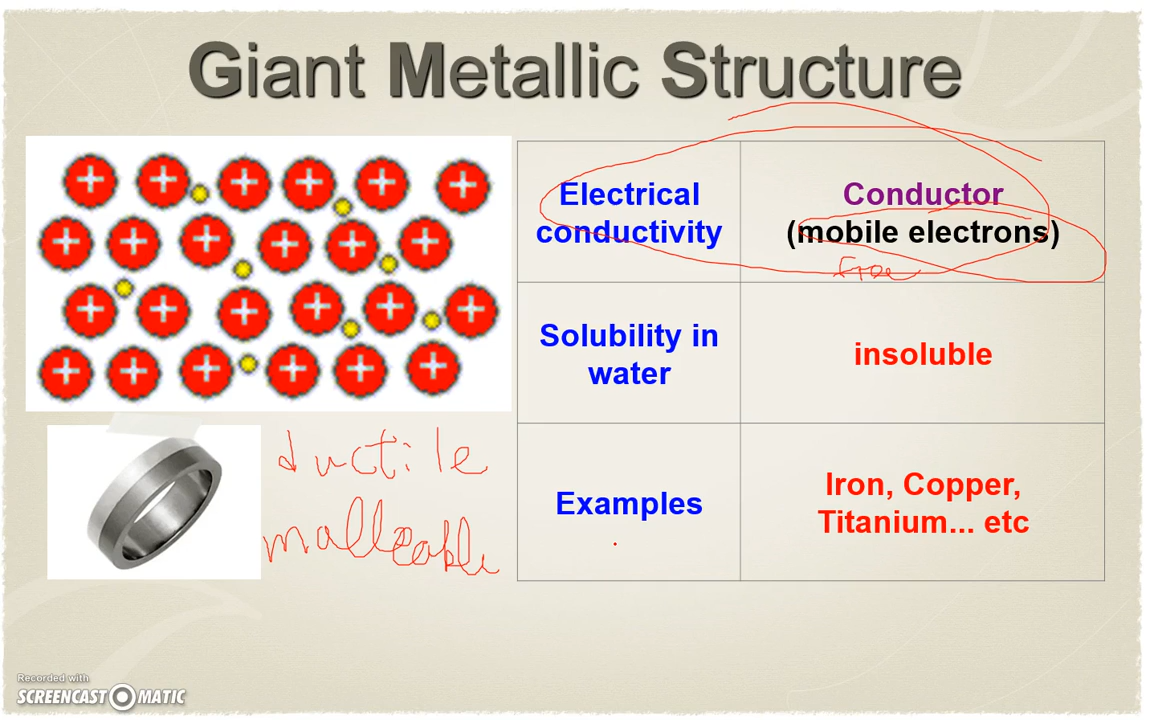 Giant Metallic Structure
Electrical
conductivity
Conductor
(mobile electrons)
free
Solubility in
water
insoluble
Examples
Iron, Copper,
Titanium... etc
ductile
malleable
Recorded with
SCREENCAST MATIC